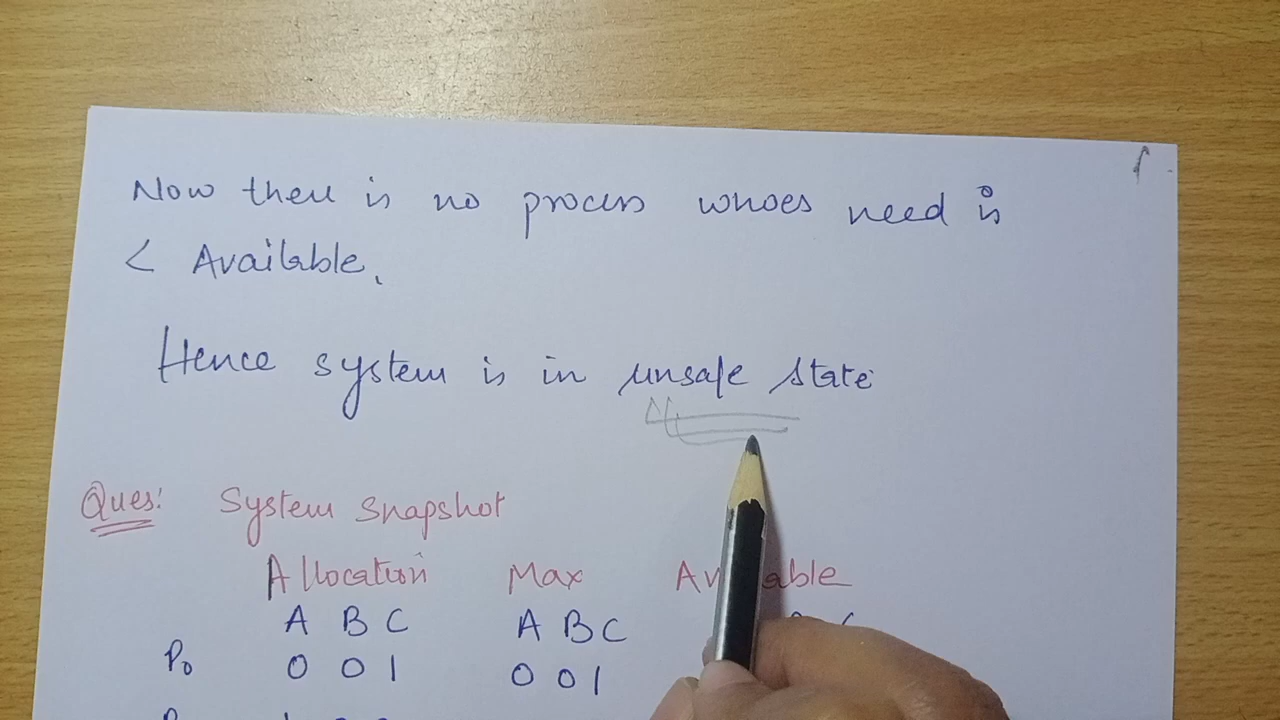 Now there is no process whoes need is
< Available.
Hence system is in unsafe state
Ques: System Snapshot
Allocation Max
A B C A B C
P0 0 0 1 0 0 1